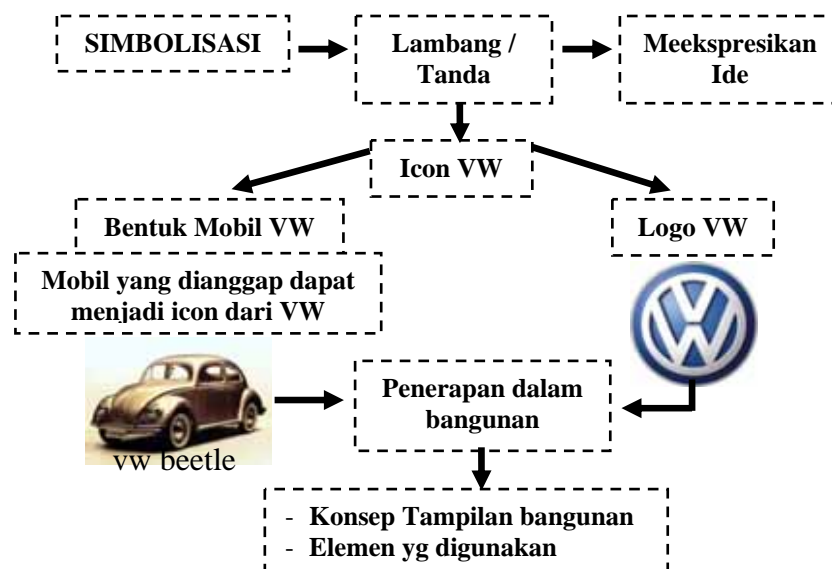 SIMBOLISASI
Lambang /
Tanda
Meekspresikan
Ide
Icon VW
Bentuk Mobil VW
Logo VW
Mobil yang dianggap dapat
menjadi icon dari VW
VW
vw beetle
Penerapan dalam
bangunan
- Konsep Tampilan bangunan
- Elemen yg digunakan